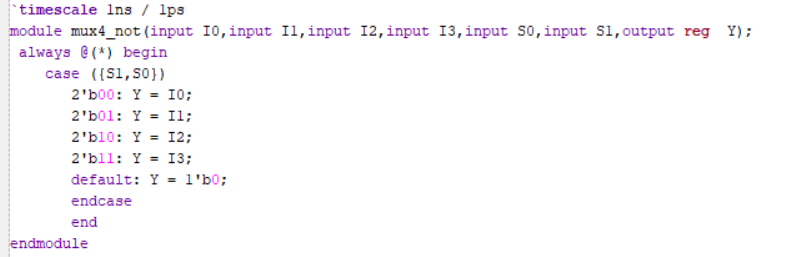 `timescale 1ns / 1ps
module mux4_not(input I0,input I1,input I2,input I3,input S0,input S1,output reg  Y);
 always @(*) begin
    case ({S1,S0})
       2'b00: Y = I0;
       2'b01: Y = I1;
       2'b10: Y = I2;
       2'b11: Y = I3;
       default: Y = 1'b0;
       endcase
       end
endmodule